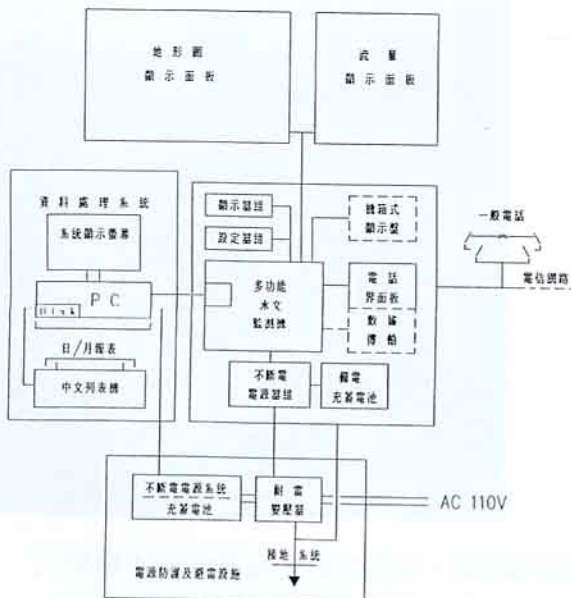 地形圖
顯示面板
流量
顯示面板
資料處理系統
系統顯示螢幕
PC
Disk
日/月報表
中文列表機
顯示器組
設定器組
多功能
水文
監測機
機箱式
顯示盤
電話
界面板
數據
傳輸
不斷電
電源器組
鎳電
充蓄電池
一般電話
電信網路
不斷電電源系統
充蓄電池
耐雷
變壓器
AC 110V
接地系統
電源防護及避雷設施